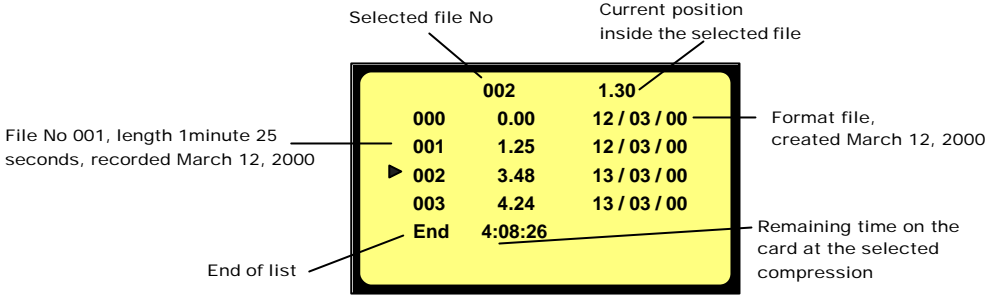 Selected file No
Current position
inside the selected file
002 1.30
000 0.00 12 / 03 / 00
Format file,
created March 12, 2000
File No 001, length 1minute 25
seconds, recorded March 12, 2000
001 1.25 12 / 03 / 00
002 3.48 13 / 03 / 00
003 4.24 13 / 03 / 00
End 4:08:26
Remaining time on the
card at the selected
compression
End of list